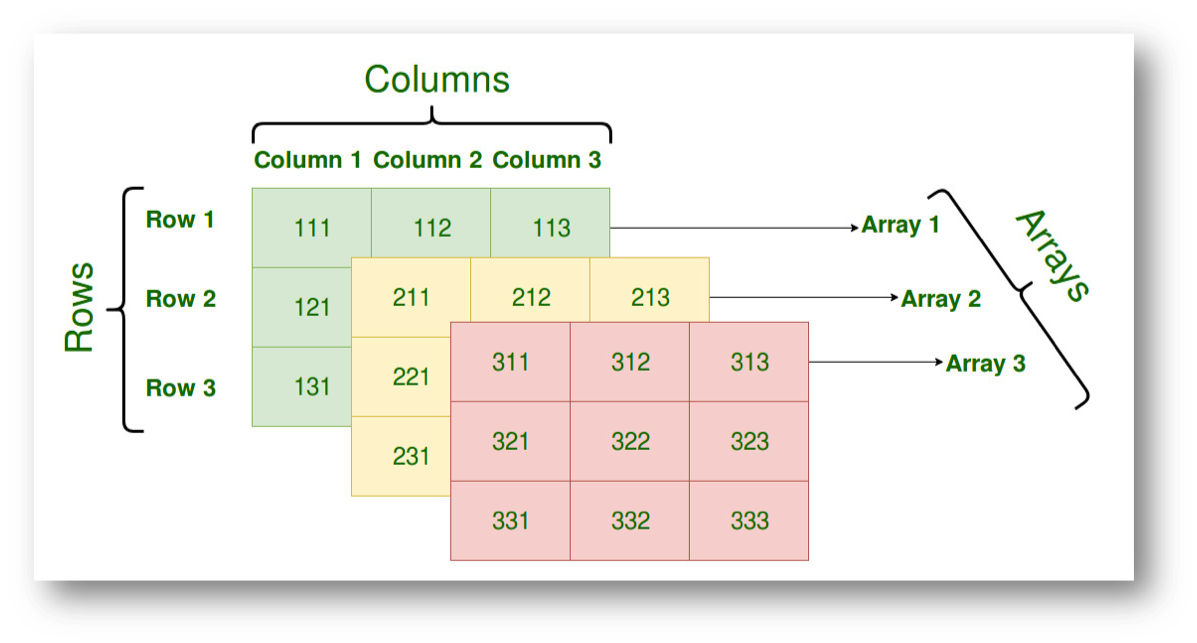 Columns
Column 1 Column 2 Column 3
Rows
Row 1
111 112 113
Array 1
Arrays
Row 2
121
211 212 213
Array 2
Row 3
131
221
311 312 313
Array 3
231
321 322 323
331 332 333